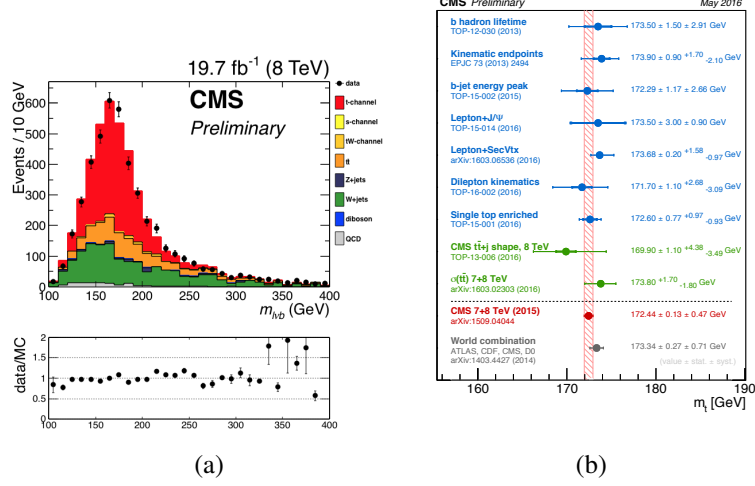 19.7 fb⁻¹ (8 TeV)
CMS
Preliminary
Events / 10 GeV
600
500
400
300
200
100
0
100 150 200 250 300 350 400
m_lνb (GeV)
data
t-channel
s-channel
tW-channel
tt̄
Z+jets
W+jets
diboson
QCD
data/MC
2
1.5
1
0.5
0
100 150 200 250 300 350 400
(a)
CMS Preliminary May 2016
b hadron lifetime 173.50 ± 1.50 ± 2.91 GeV
TOP-12-030 (2013)
Kinematic endpoints 173.90 ± 0.90 +1.70 -2.10 GeV
EPJC 73 (2013) 2494
b-jet energy peak 172.29 ± 1.17 ± 2.66 GeV
TOP-15-002 (2015)
Lepton+J/Ψ 173.50 ± 3.00 ± 0.90 GeV
TOP-15-014 (2016)
Lepton+SecVtx 173.68 ± 0.20 +1.58 -0.97 GeV
arXiv:1603.06536 (2016)
Dilepton kinematics 171.70 ± 1.10 +2.68 -3.09 GeV
TOP-16-002 (2016)
Single top enriched 172.60 ± 0.77 +0.97 -0.93 GeV
TOP-15-001 (2016)
CMS tt̄+j shape, 8 TeV 169.90 ± 1.10 +4.38 -3.49 GeV
TOP-13-006 (2016)
σ(tt̄) 7+8 TeV 173.80 +1.70 -1.80 GeV
arXiv:1603.02303 (2016)
CMS 7+8 TeV (2015) 172.44 ± 0.13 ± 0.47 GeV
arXiv:1509.04044
World combination 173.34 ± 0.27 ± 0.71 GeV
ATLAS, CDF, CMS, D0
arXiv:1403.4427 (2014) (value ± stat. ± syst.)
160 170 180 190
m_t [GeV]
(b)